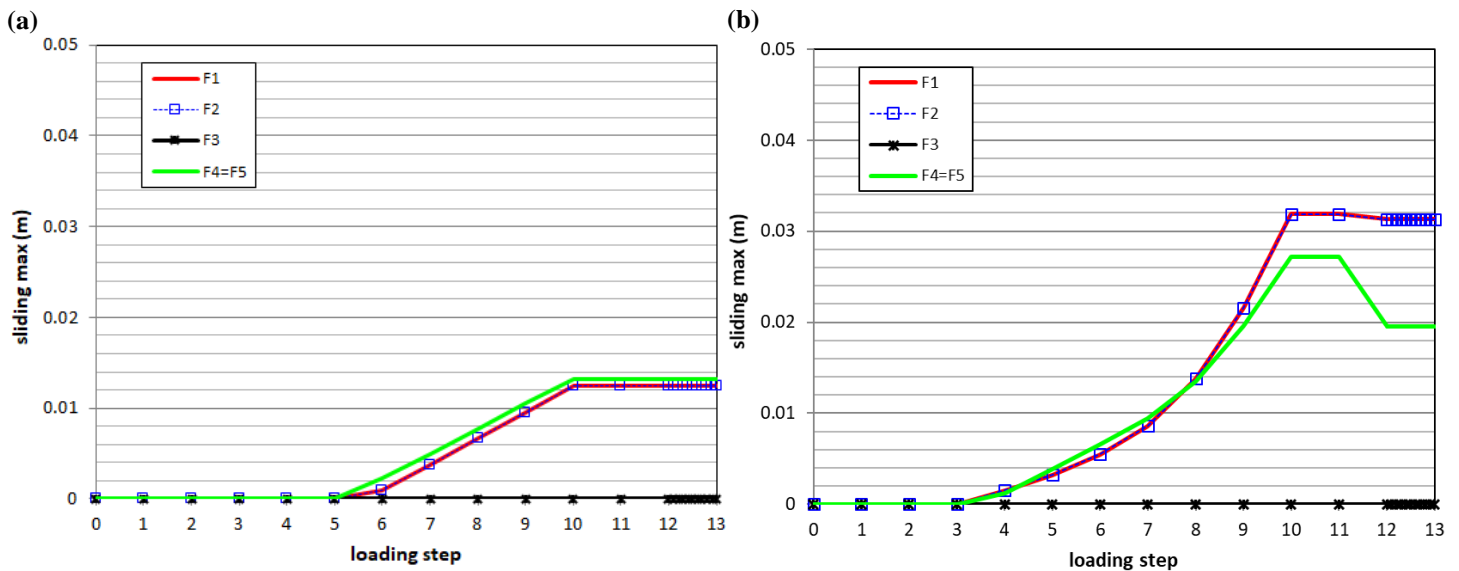 (a)
0.05
0.04
0.03
0.02
0.01
0
sliding max (m)
F1
F2
F3
F4=F5
0 1 2 3 4 5 6 7 8 9 10 11 12 13
loading step
(b)
0.05
0.04
0.03
0.02
0.01
0
sliding max (m)
F1
F2
F3
F4=F5
0 1 2 3 4 5 6 7 8 9 10 11 12 13
loading step